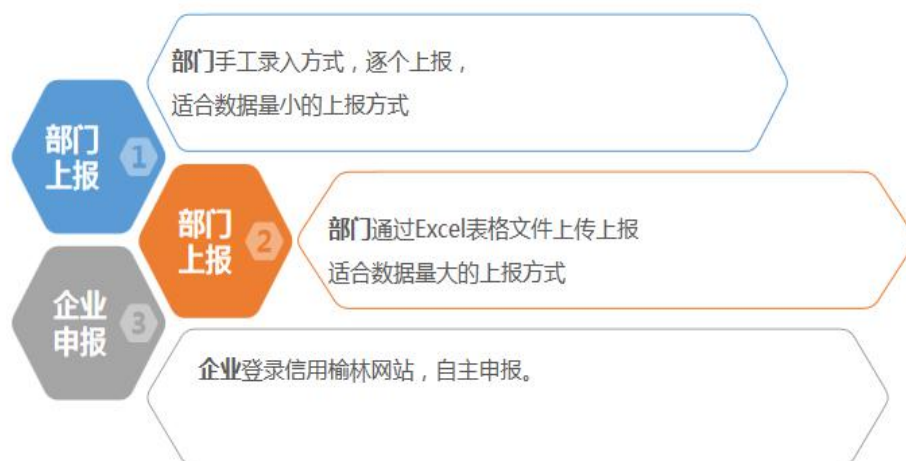 部门手工录入方式，逐个上报，
适合数据量小的上报方式
部门
上报
1
部门
上报
2
部门通过Excel表格文件上传上报
适合数据量大的上报方式
企业
申报
3
企业登录信用榆林网站，自主申报。